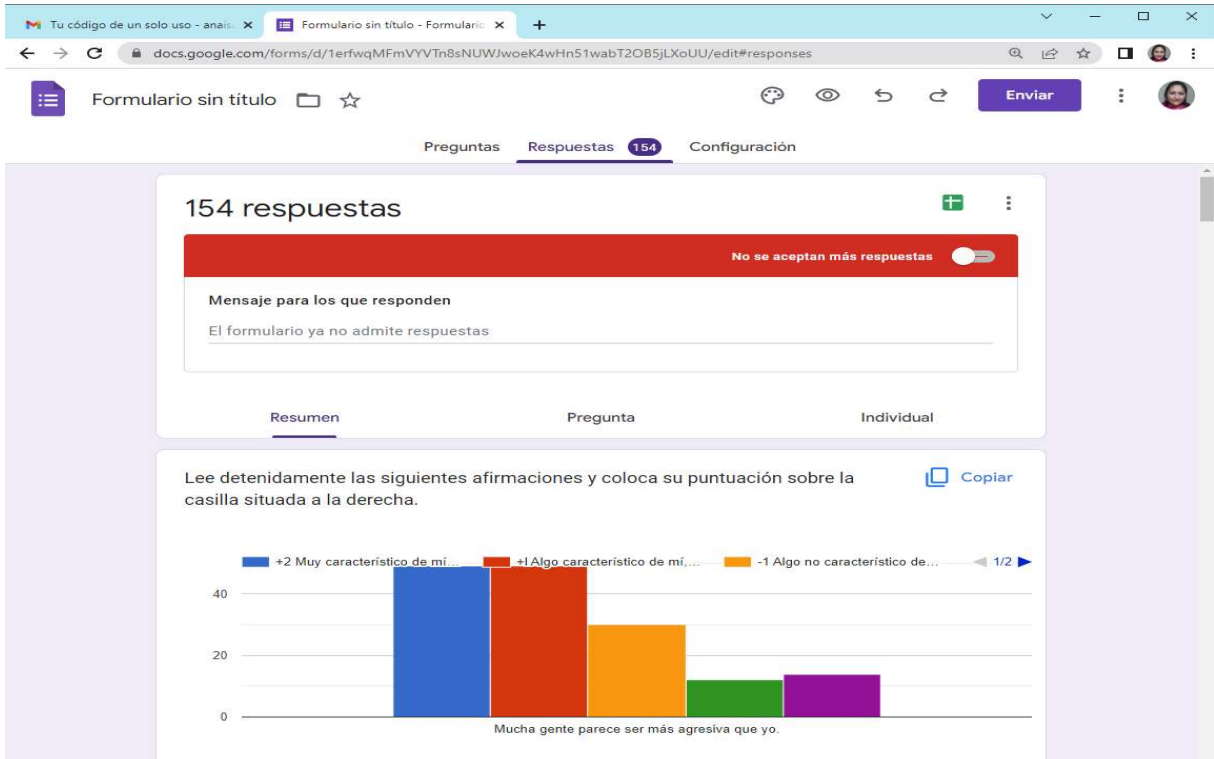 Tu código de un solo uso - anais
Formulario sin título - Formulario
docs.google.com/forms/d/1erfwqMFmVYVTn8sNUWJwoeK4wHn51wabT2OB5jLXoUU/edit#responses
Formulario sin título
Enviar
Preguntas Respuestas 154 Configuración
154 respuestas
No se aceptan más respuestas
Mensaje para los que responden
El formulario ya no admite respuestas
Resumen Pregunta Individual
Lee detenidamente las siguientes afirmaciones y coloca su puntuación sobre la
casilla situada a la derecha.
Copiar
+2 Muy característico de mí... +I Algo característico de mí,... -1 Algo no característico de... 1/2
40
20
0
Mucha gente parece ser más agresiva que yo.